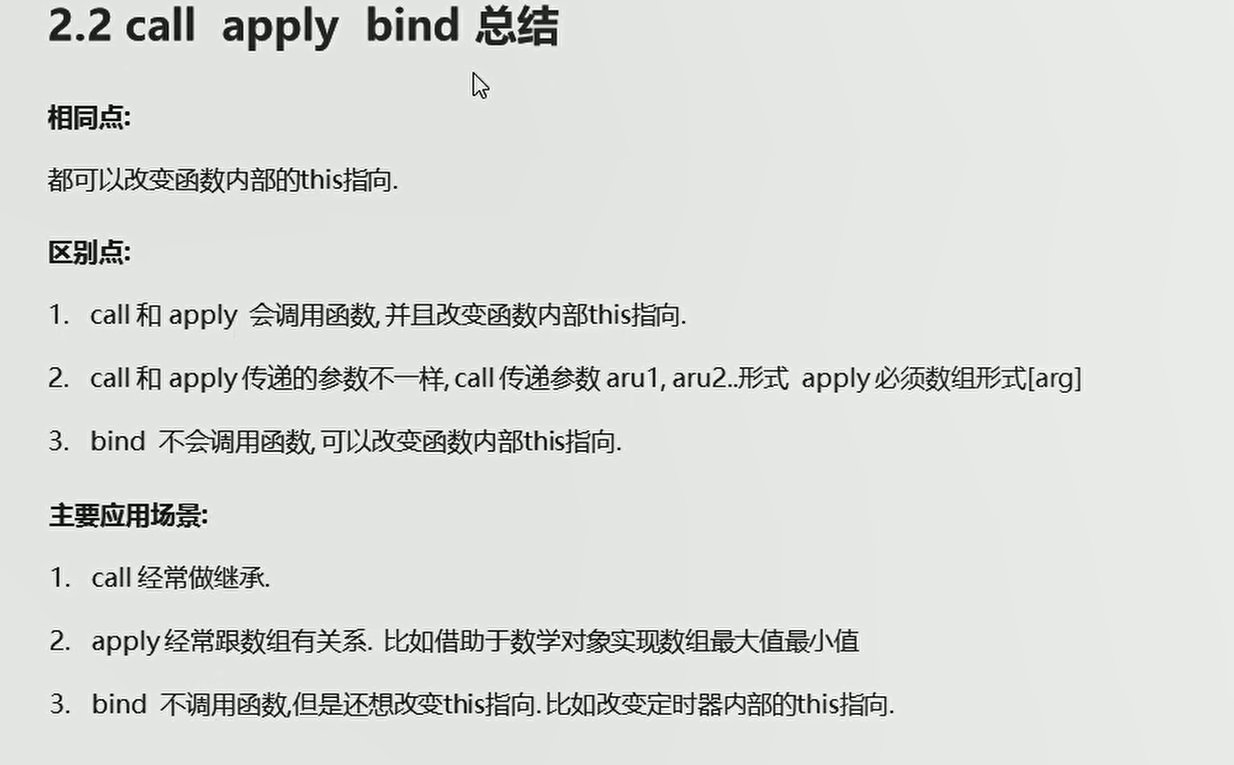 2.2 call apply bind 总结
相同点:
都可以改变函数内部的this指向.
区别点:
1. call 和 apply 会调用函数, 并且改变函数内部this指向.
2. call 和 apply 传递的参数不一样, call 传递参数 aru1, aru2..形式 apply 必须数组形式[arg]
3. bind 不会调用函数, 可以改变函数内部this指向.
主要应用场景:
1. call 经常做继承.
2. apply 经常跟数组有关系. 比如借助于数学对象实现数组最大值最小值
3. bind 不调用函数,但是还想改变this指向. 比如改变定时器内部的this指向.